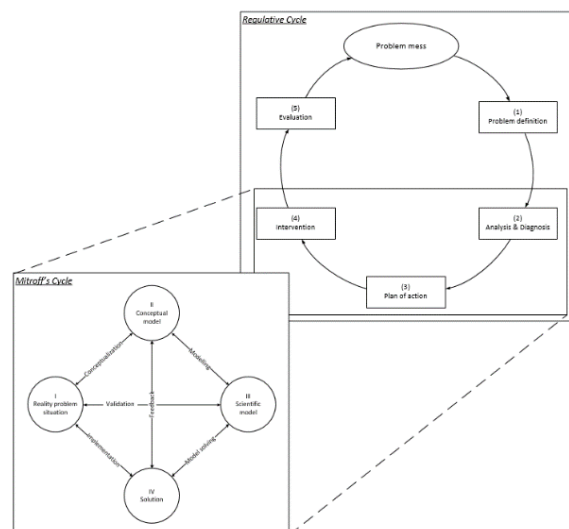 Regulative Cycle
Problem mess
(5)
Evaluation
(1)
Problem definition
(4)
Intervention
(2)
Analysis & Diagnosis
(3)
Plan of action
Mitroff's Cycle
II
Conceptual
model
Conceptualization
Modelling
I
Reality problem
situation
Validation
Feedback
III
Scientific
model
Implementation
Model solving
IV
Solution